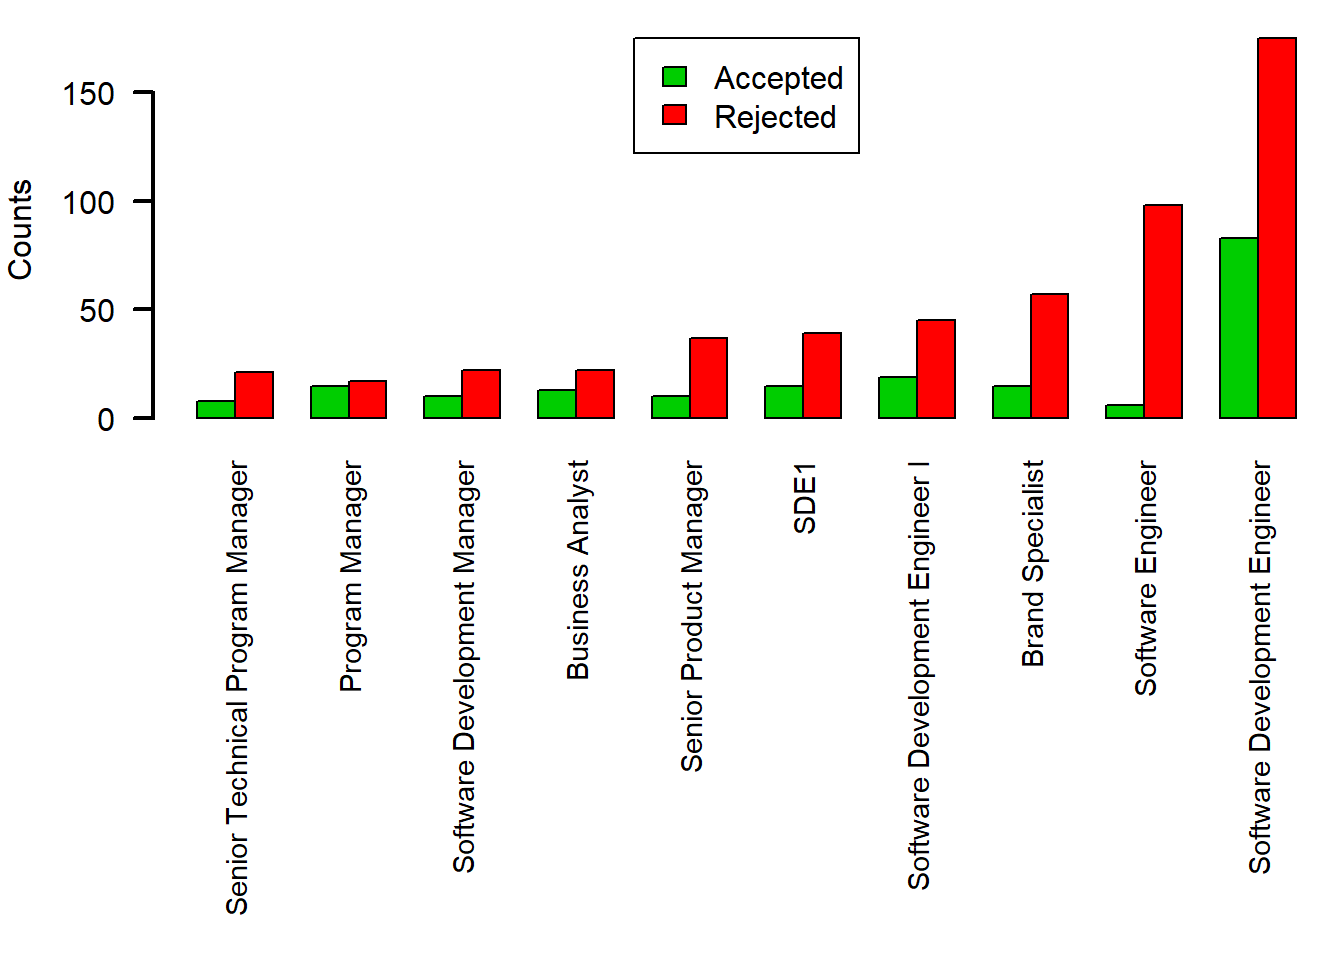 Accepted
Rejected
Counts
150
100
50
0
Senior Technical Program Manager
Program Manager
Software Development Manager
Business Analyst
Senior Product Manager
SDE1
Software Development Engineer I
Brand Specialist
Software Engineer
Software Development Engineer